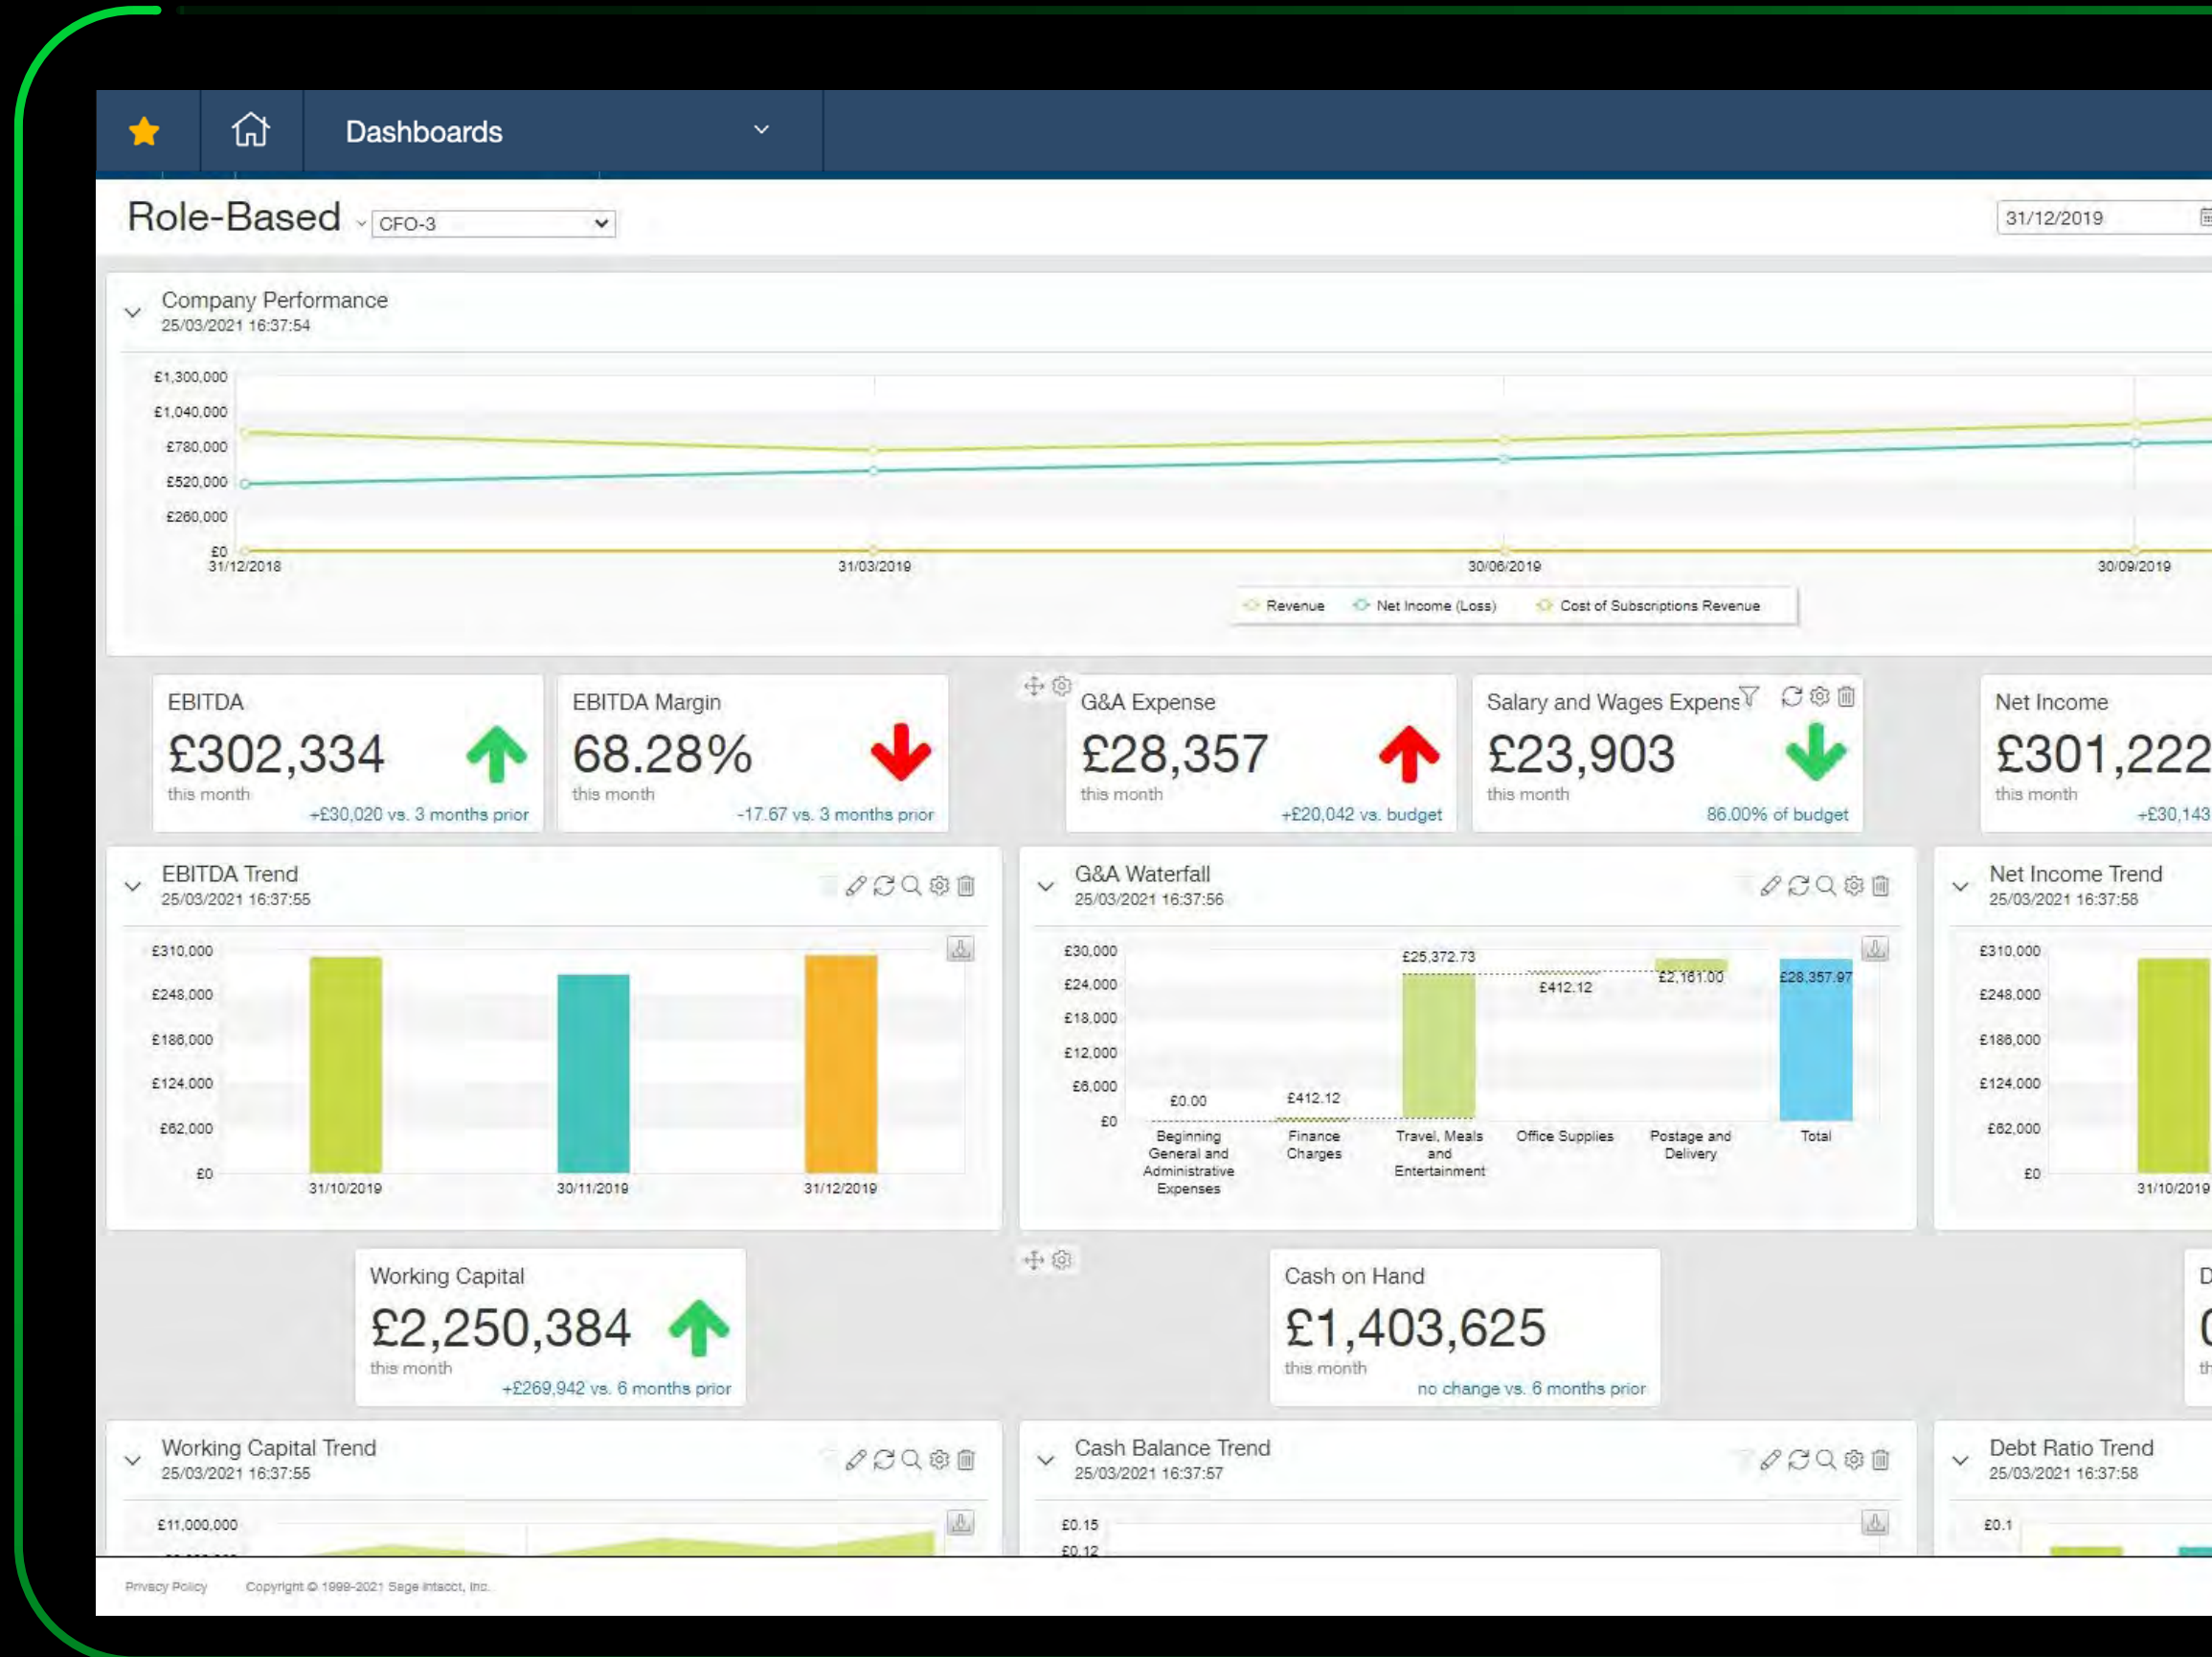 Dashboards
Role-Based
CFO-3
31/12/2019
Company Performance
25/03/2021 16:37:54
£1,300,000
£1,040,000
£780,000
£520,000
£260,000
£0
31/12/2018
31/03/2019
30/06/2019
30/09/2019
Revenue
Net Income (Loss)
Cost of Subscriptions Revenue
EBITDA
£302,334
this month
+£30,020 vs. 3 months prior
EBITDA Margin
68.28%
this month
-17.67 vs. 3 months prior
G&A Expense
£28,357
this month
+£20,042 vs. budget
Salary and Wages Expens
£23,903
this month
86.00% of budget
Net Income
£301,222
this month
+£30,143
EBITDA Trend
25/03/2021 16:37:55
£310,000
£248,000
£186,000
£124,000
£62,000
£0
31/10/2019
30/11/2019
31/12/2019
G&A Waterfall
25/03/2021 16:37:56
£30,000
£24,000
£18,000
£12,000
£6,000
£0
£0.00
£412.12
£25,372.73
£412.12
£2,161.00
£28,357.97
Beginning
General and
Administrative
Expenses
Finance
Charges
Travel, Meals
and
Entertainment
Office Supplies
Postage and
Delivery
Total
Net Income Trend
25/03/2021 16:37:58
£310,000
£248,000
£186,000
£124,000
£62,000
£0
31/10/2019
Working Capital
£2,250,384
this month
+£269,942 vs. 6 months prior
Cash on Hand
£1,403,625
this month
no change vs. 6 months prior
D
th
Working Capital Trend
25/03/2021 16:37:55
£11,000,000
Cash Balance Trend
25/03/2021 16:37:57
£0.15
£0.12
Debt Ratio Trend
25/03/2021 16:37:58
£0.1
Privacy Policy
Copyright © 1999-2021 Sage Intacct, Inc.